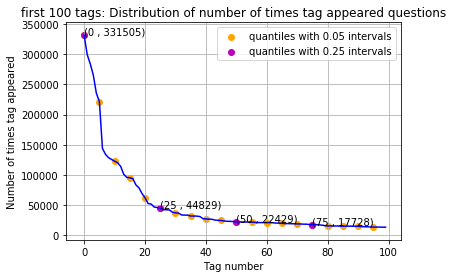 first 100 tags: Distribution of number of times tag appeared questions
350000
300000
250000
200000
150000
100000
50000
0
Number of times tag appeared
(0 , 331505)
quantiles with 0.05 intervals
quantiles with 0.25 intervals
(25 , 44829)
(50 , 22429)
(75 , 17728)
0 20 40 60 80 100
Tag number